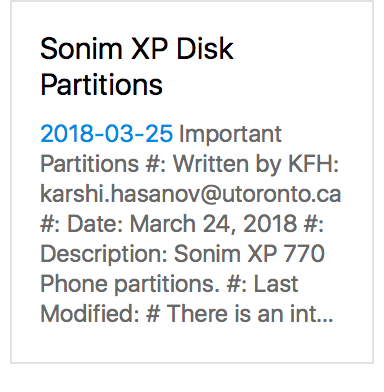 Sonim XP Disk
Partitions
2018-03-25 Important
Partitions #: Written by KFH:
karshi.hasanov@utoronto.ca
#: Date: March 24, 2018 #:
Description: Sonim XP 770
Phone partitions. #: Last
Modified: # There is an int...